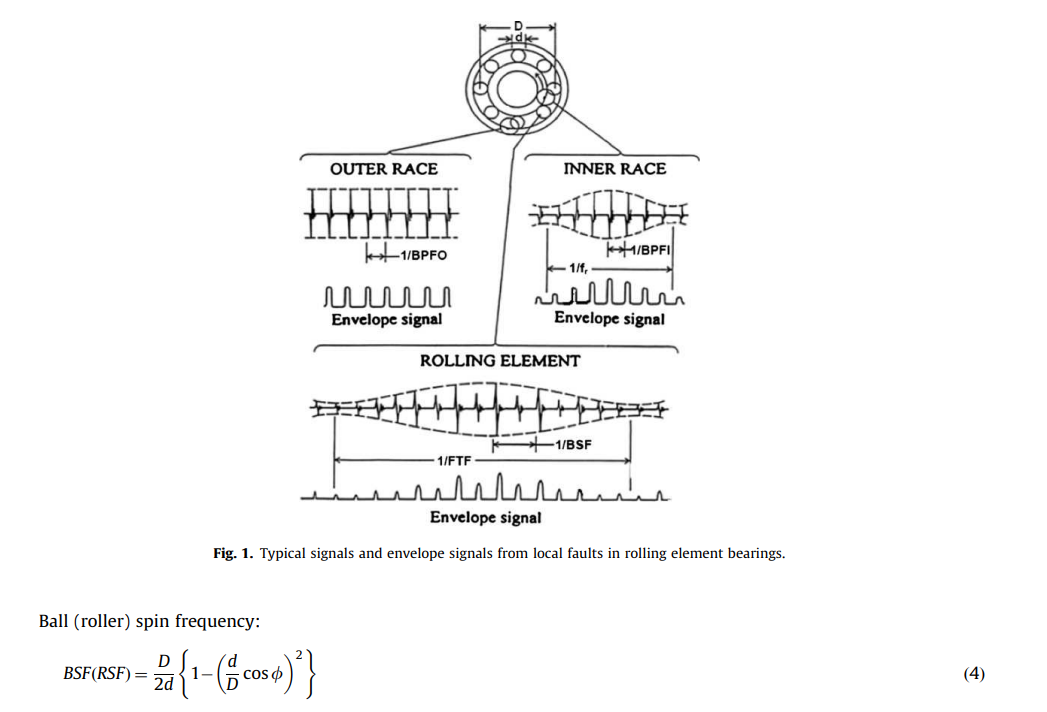 D
d
OUTER RACE
INNER RACE
1/BPFO
1/BPFI
1/fᵣ
Envelope signal
Envelope signal
ROLLING ELEMENT
1/BSF
1/FTF
Envelope signal
Fig. 1. Typical signals and envelope signals from local faults in rolling element bearings.
Ball (roller) spin frequency:
BSF(RSF) = D/2d {1−(d/D cos ϕ)²} (4)